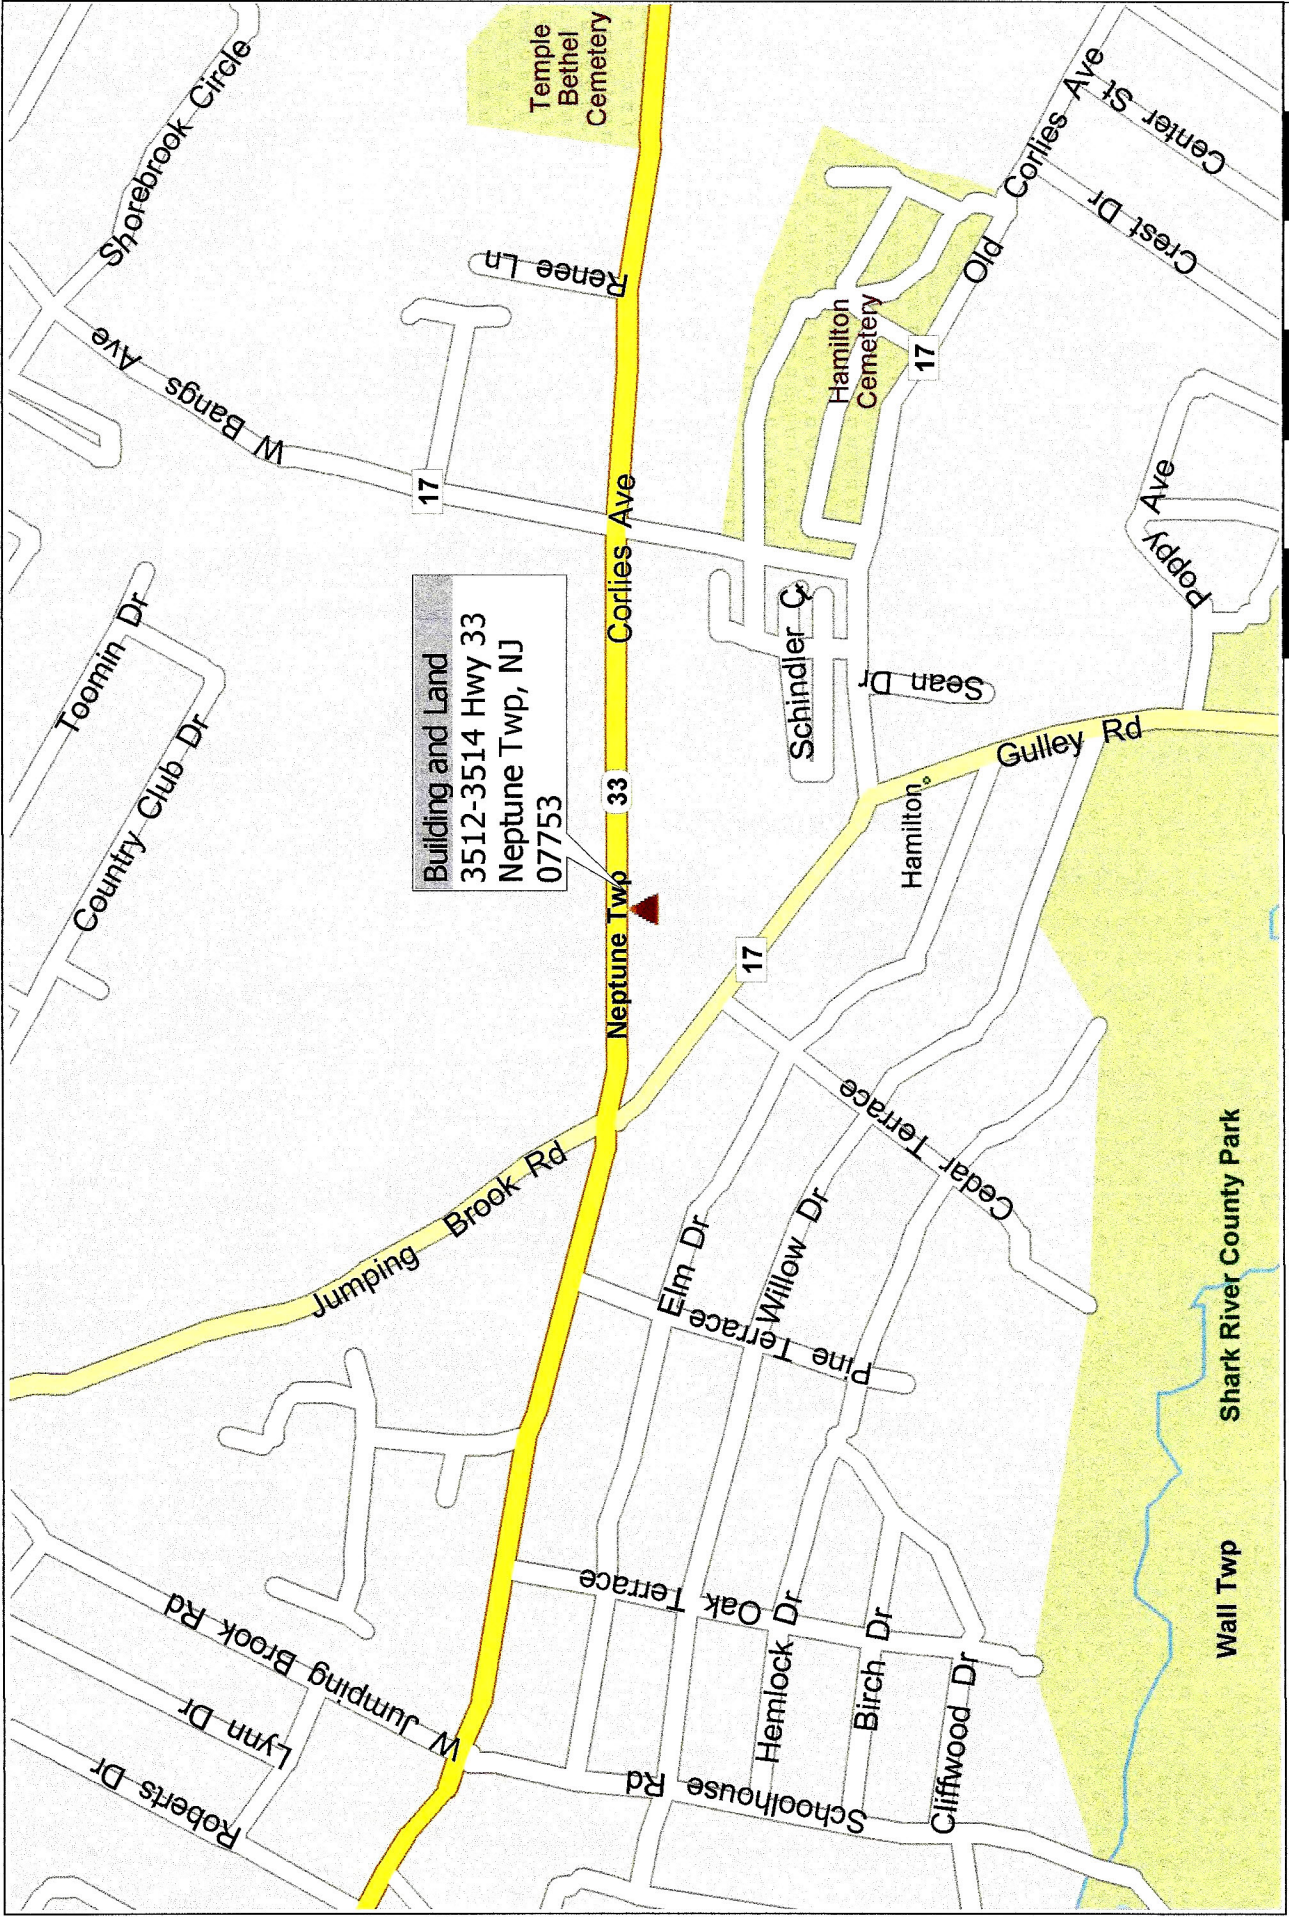 Building and Land
3512-3514 Hwy 33
Neptune Twp, NJ
07753
Roberts Dr
Lynn Dr
W Jumping Brook Rd
Jumping Brook Rd
Country Club Dr
Toomin Dr
W Bangs Ave
Shorebrook Circle
17
Renee Ln
Temple
Bethel
Cemetery
Neptune Twp
33
Corlies Ave
Schoolhouse Rd
Oak Terrace
Pine Terrace
Elm Dr
Willow Dr
Cedar Terrace
17
Hemlock Dr
Birch Dr
Cliffwood Dr
Hamilton
Gulley Rd
Schindler Ct
Sean Dr
Hamilton
Cemetery
17
Old Corlies Ave
Crest Dr
Center St
Poppy Ave
Wall Twp
Shark River County Park